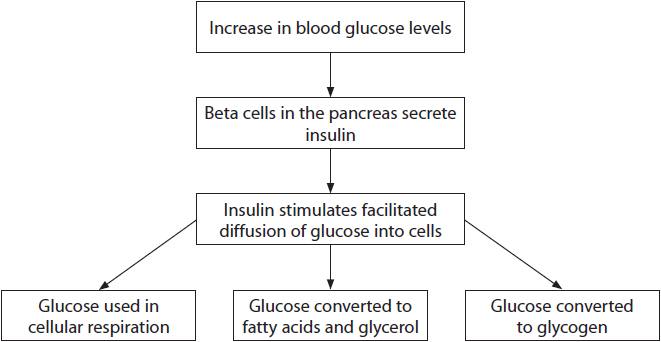 Increase in blood glucose levels
Beta cells in the pancreas secrete
insulin
Insulin stimulates facilitated
diffusion of glucose into cells
Glucose used in
cellular respiration
Glucose converted to
fatty acids and glycerol
Glucose converted
to glycogen